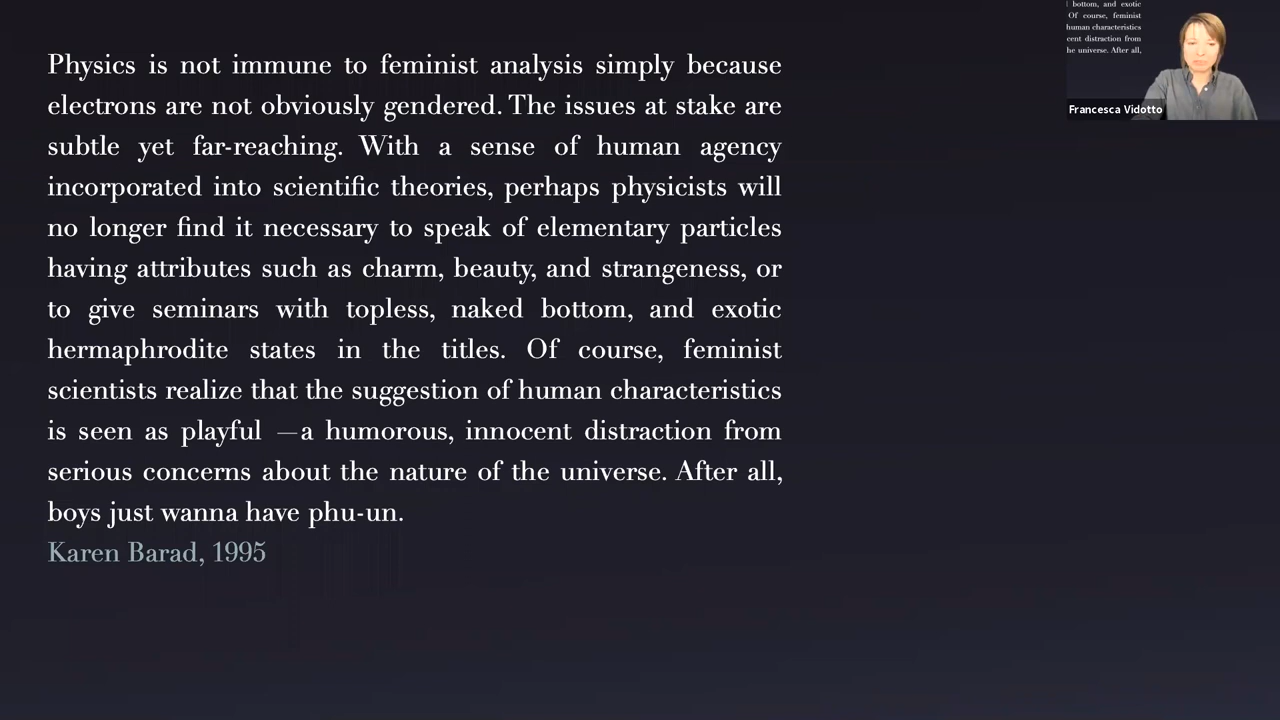 Physics is not immune to feminist analysis simply because
electrons are not obviously gendered. The issues at stake are
subtle yet far-reaching. With a sense of human agency
incorporated into scientific theories, perhaps physicists will
no longer find it necessary to speak of elementary particles
having attributes such as charm, beauty, and strangeness, or
to give seminars with topless, naked bottom, and exotic
hermaphrodite states in the titles. Of course, feminist
scientists realize that the suggestion of human characteristics
is seen as playful —a humorous, innocent distraction from
serious concerns about the nature of the universe. After all,
boys just wanna have phu-un.
Karen Barad, 1995
bottom, and exotic
Of course, feminist
human characteristics
cent distraction from
he universe. After all,
Francesca Vidotto